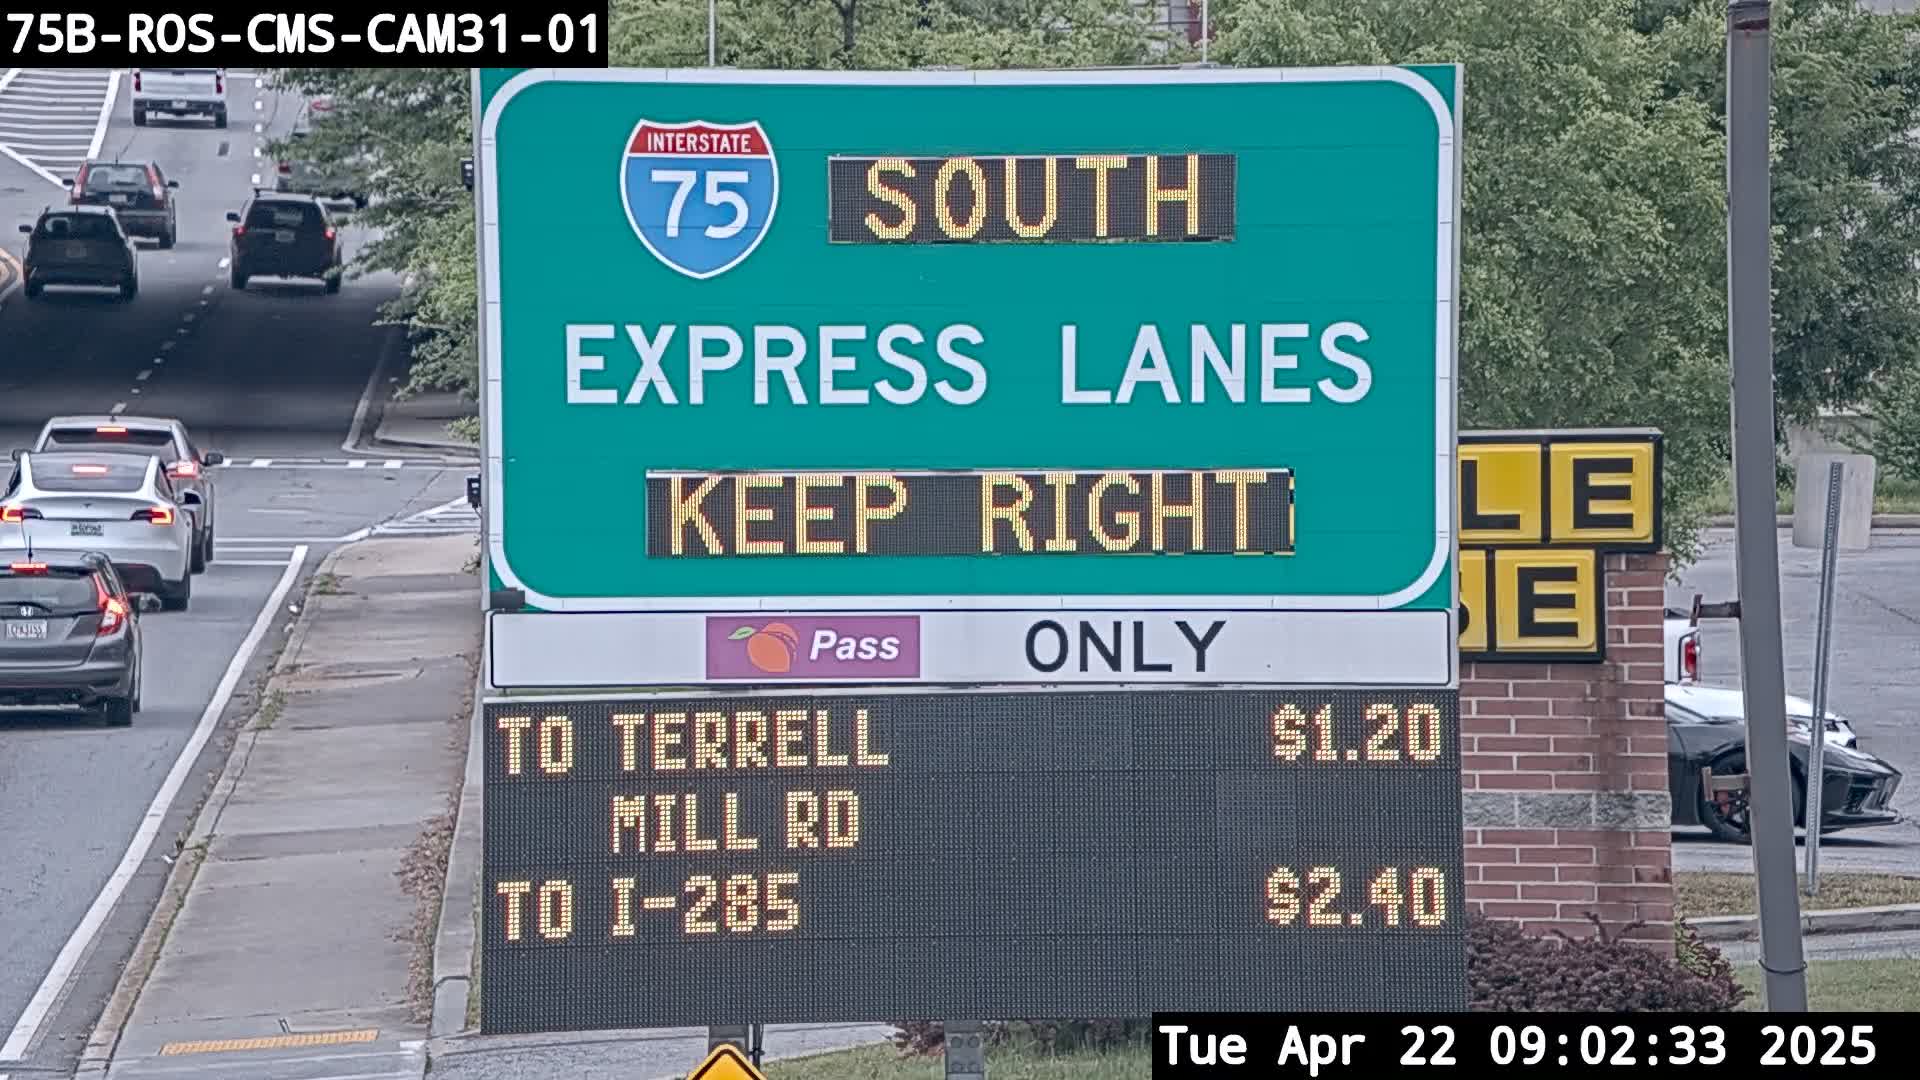 75B-ROS-CMS-CAM31-01
INTERSTATE
75
SOUTH
EXPRESS LANES
KEEP RIGHT
Pass ONLY
TO TERRELL $1.20
MILL RD
TO I-285 $2.40
LE
E
Tue Apr 22 09:02:33 2025